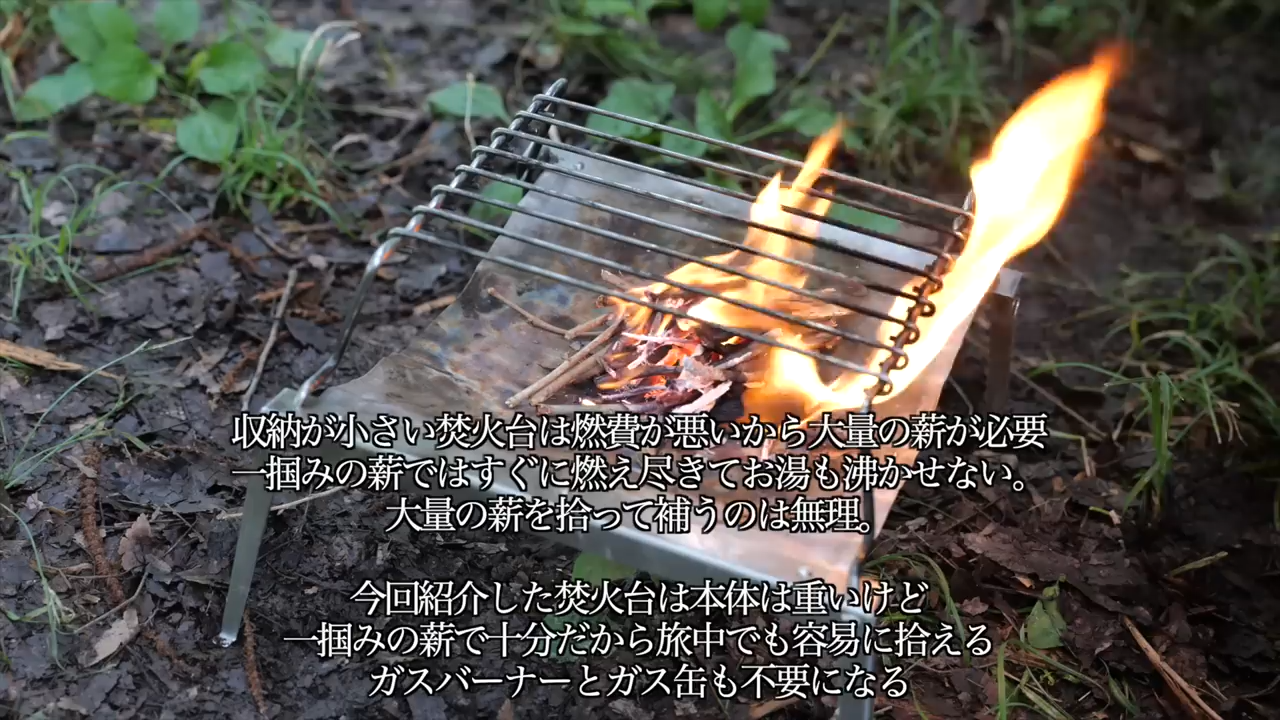 収納が小さい焚火台は燃費が悪いから大量の薪が必要
一掴みの薪ではすぐに燃え尽きてお湯も沸かせない。
大量の薪を拾って補うのは無理。
今回紹介した焚火台は本体は重いけど
一掴みの薪で十分だから旅中でも容易に拾える
ガスバーナーとガス缶も不要になる